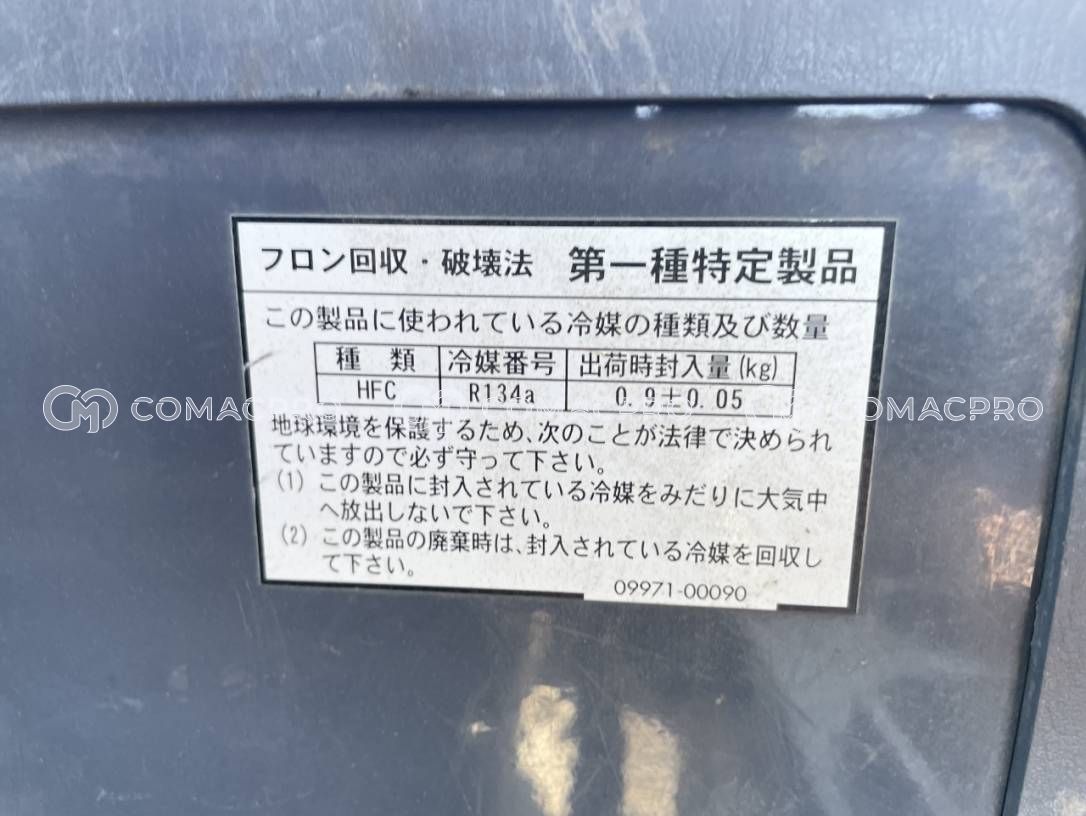 フロン回収・破壊法　第一種特定製品
この製品に使われている冷媒の種類及び数量
種　類　冷媒番号　出荷時封入量(kg)
HFC　R134a　0.9±0.05
COMACPRO　COMACPRO
地球環境を保護するため、次のことが法律で決められ
ていますので必ず守って下さい。
(1) この製品に封入されている冷媒をみだりに大気中
へ放出しないで下さい。
(2) この製品の廃棄時は、封入されている冷媒を回収し
て下さい。
09971-00090